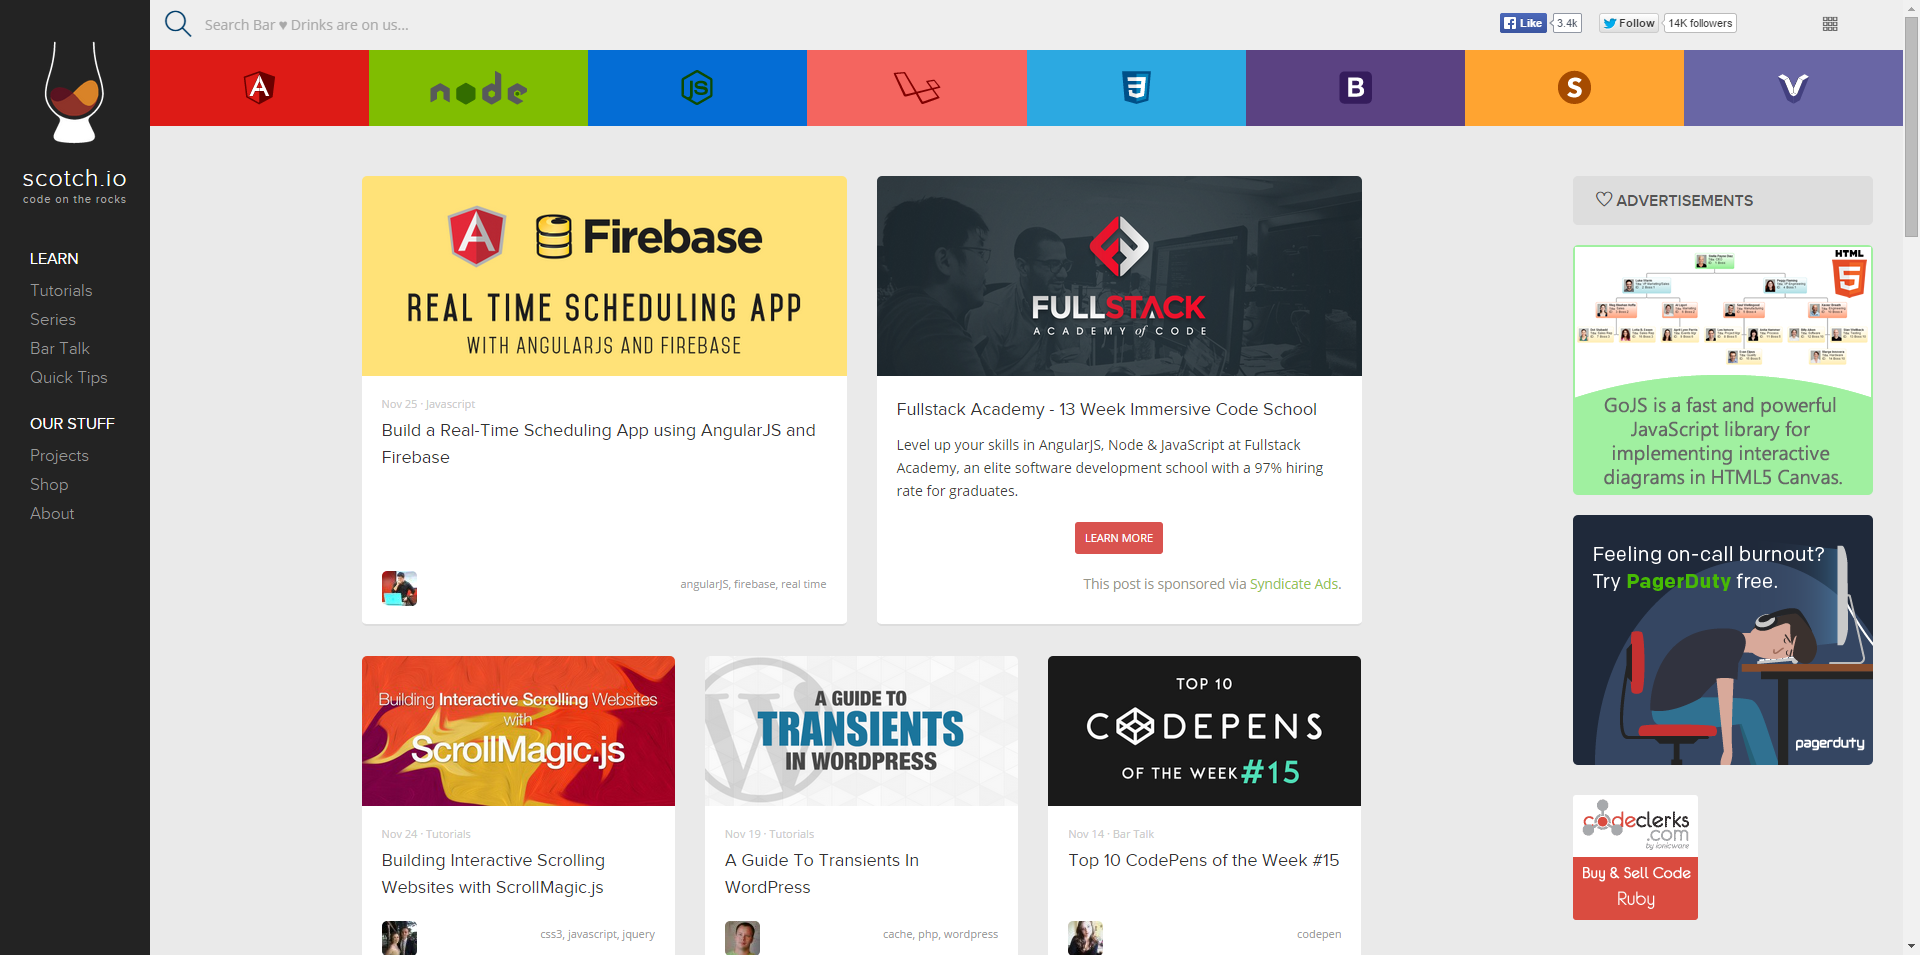 scotch.io
code on the rocks
LEARN
Tutorials
Series
Bar Talk
Quick Tips
OUR STUFF
Projects
Shop
About
Search Bar ♥ Drinks are on us...
Like
3.4k
Follow
14K followers
A
node
JS
3
B
S
V
A
Firebase
REAL TIME SCHEDULING APP
WITH ANGULARJS AND FIREBASE
Nov 25 · Javascript
Build a Real-Time Scheduling App using AngularJS and
Firebase
angularJS, firebase, real time
FULLSTACK
ACADEMY of CODE
Fullstack Academy - 13 Week Immersive Code School
Level up your skills in AngularJS, Node & JavaScript at Fullstack
Academy, an elite software development school with a 97% hiring
rate for graduates.
LEARN MORE
This post is sponsored via Syndicate Ads.
Building Interactive Scrolling Websites
with
ScrollMagic.js
Nov 24 · Tutorials
Building Interactive Scrolling
Websites with ScrollMagic.js
css3, javascript, jquery
A GUIDE TO
TRANSIENTS
IN WORDPRESS
Nov 19 · Tutorials
A Guide To Transients In
WordPress
cache, php, wordpress
TOP 10
CODEPENS
OF THE WEEK #15
Nov 14 · Bar Talk
Top 10 CodePens of the Week #15
codepen
ADVERTISEMENTS
HTML
5
GoJS is a fast and powerful
JavaScript library for
implementing interactive
diagrams in HTML5 Canvas.
Feeling on-call burnout?
Try PagerDuty free.
pagerduty
codeclerks
.com
by ionicware
Buy & Sell Code
Ruby